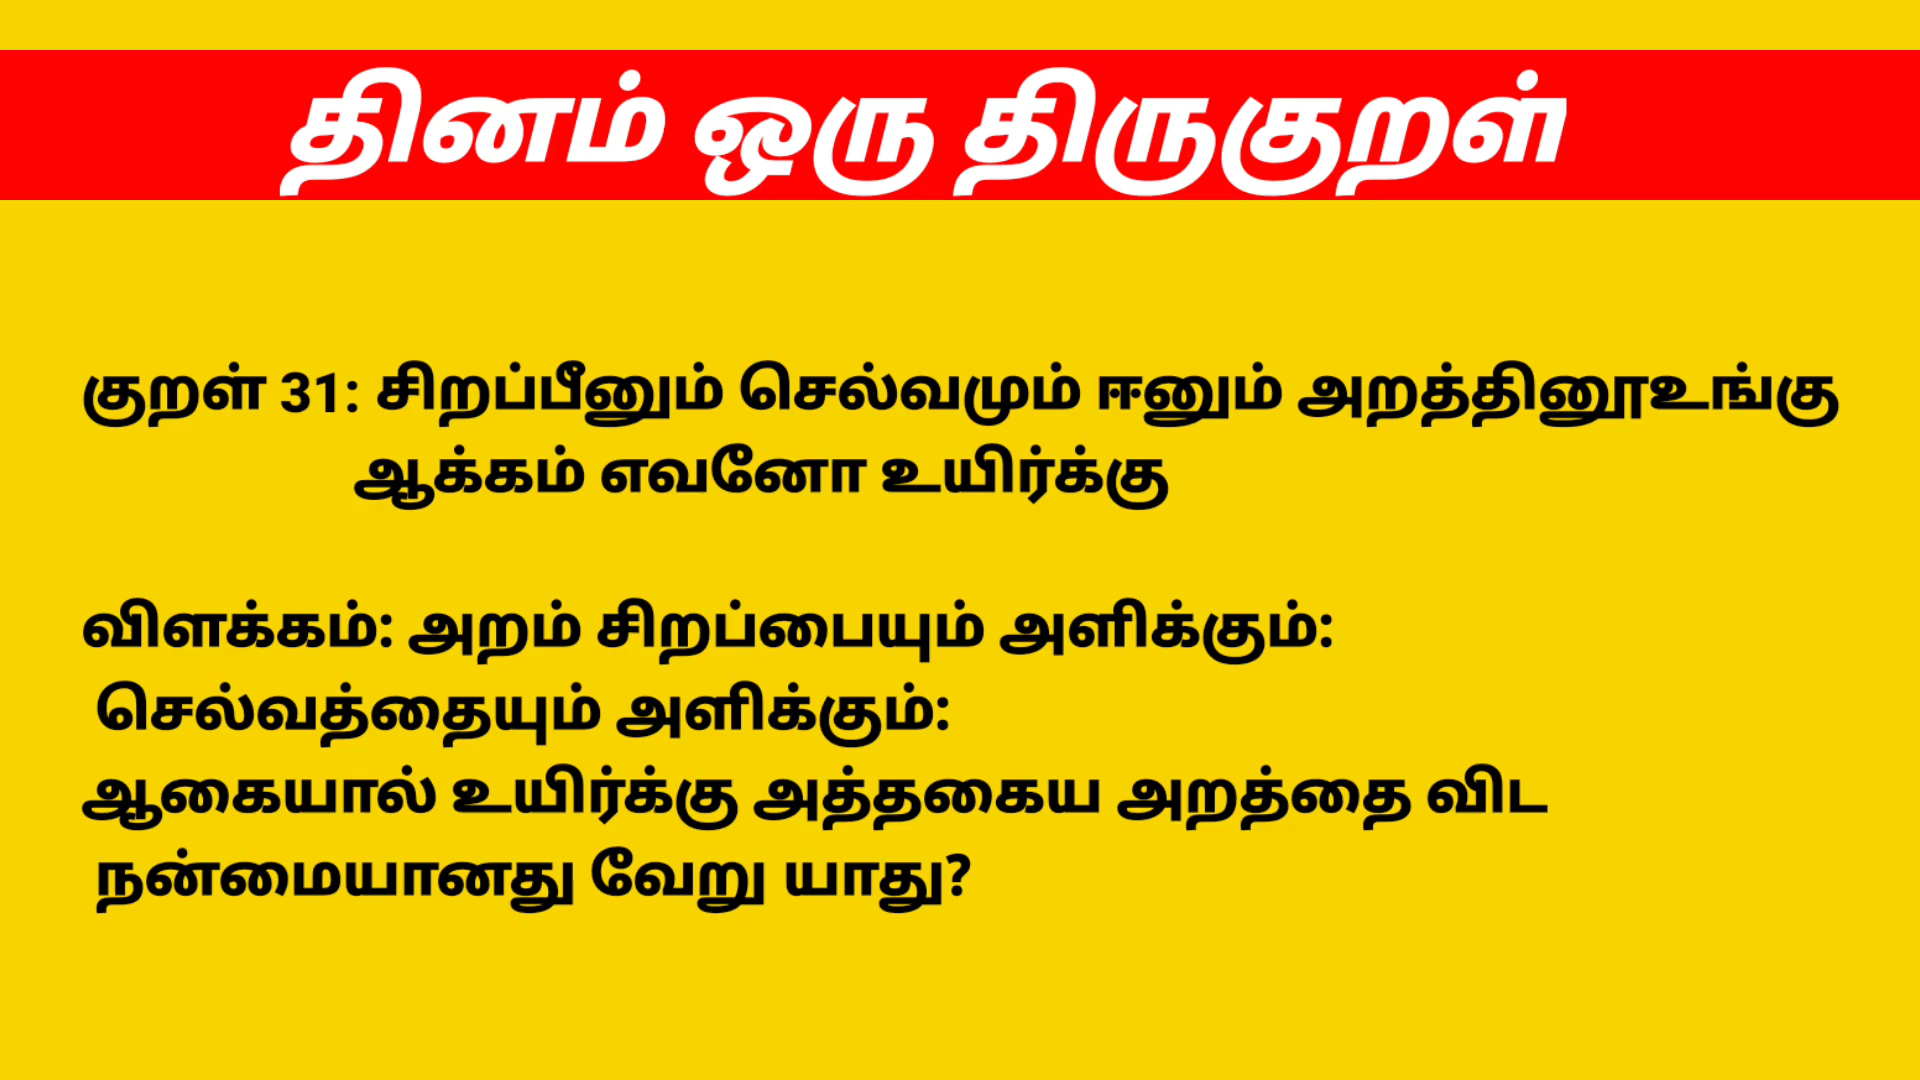 தினம் ஒரு திருகுறள்
குறள் 31: சிறப்பீனும் செல்வமும் ஈனும் அறத்தினூஉங்கு
ஆக்கம் எவனோ உயிர்க்கு
விளக்கம்: அறம் சிறப்பையும் அளிக்கும்:
செல்வத்தையும் அளிக்கும்:
ஆகையால் உயிர்க்கு அத்தகைய அறத்தை விட
நன்மையானது வேறு யாது?